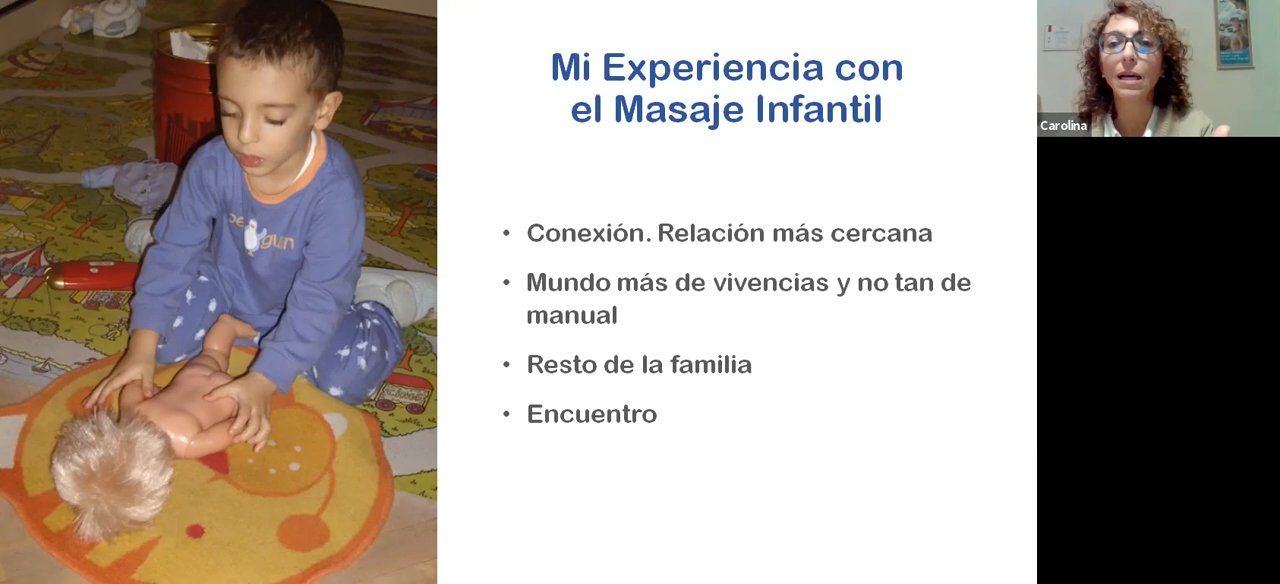 Mi Experiencia con
el Masaje Infantil
• Conexión. Relación más cercana
• Mundo más de vivencias y no tan de
manual
• Resto de la familia
• Encuentro
Carolina